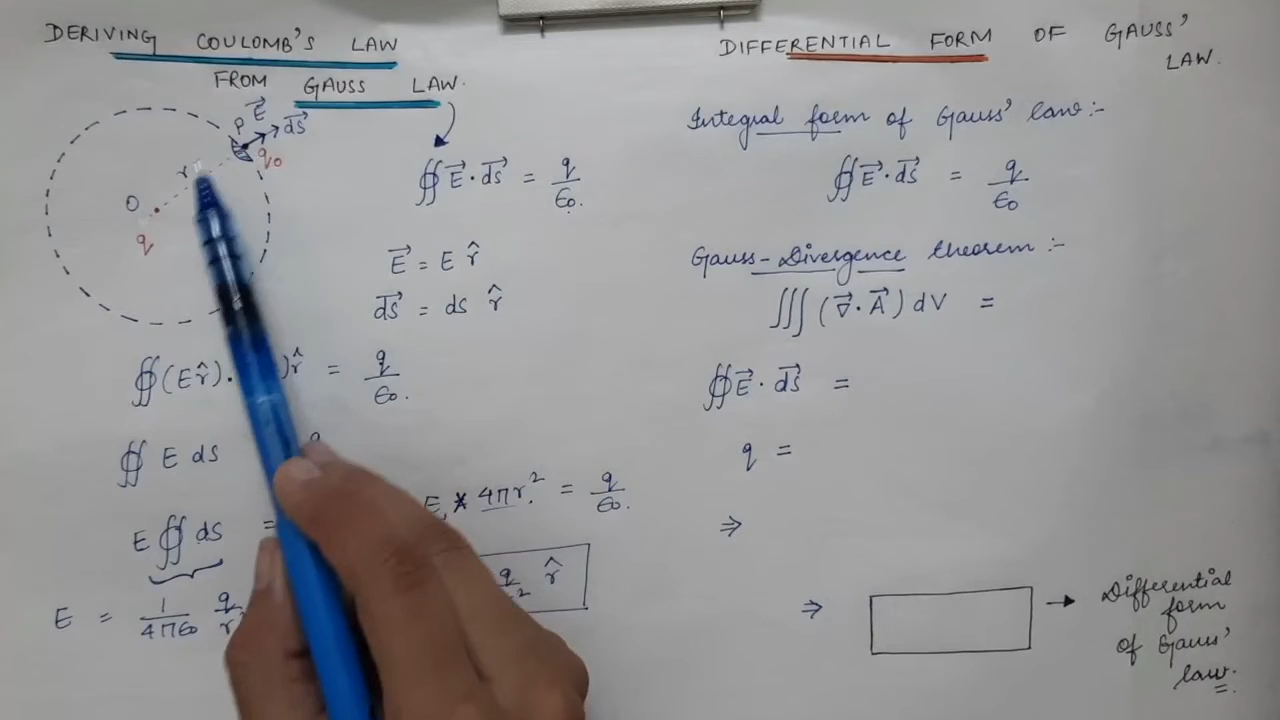 DERIVING COULOMB'S LAW
FROM GAUSS LAW.
P E⃗ ds⃗
q₀
r
O
q
∯ E⃗ · ds⃗ = q/ε₀.
E⃗ = E r̂
ds⃗ = ds r̂
∯ (E r̂) · ) r̂ = q/ε₀.
∯ E ds
E ∯ ds =
E * 4πr² = q/ε₀.
E = 1/4πε₀ q/r
q r̂
DIFFERENTIAL FORM OF GAUSS'
LAW.
Integral form of Gauss' law:-
∯ E⃗ · ds⃗ = q/ε₀
Gauss-Divergence theorem:-
∭ (∇⃗ · A⃗) dV =
∯ E⃗ · ds⃗ =
q =
⇒
⇒ → Differential
form
of Gauss'
law.